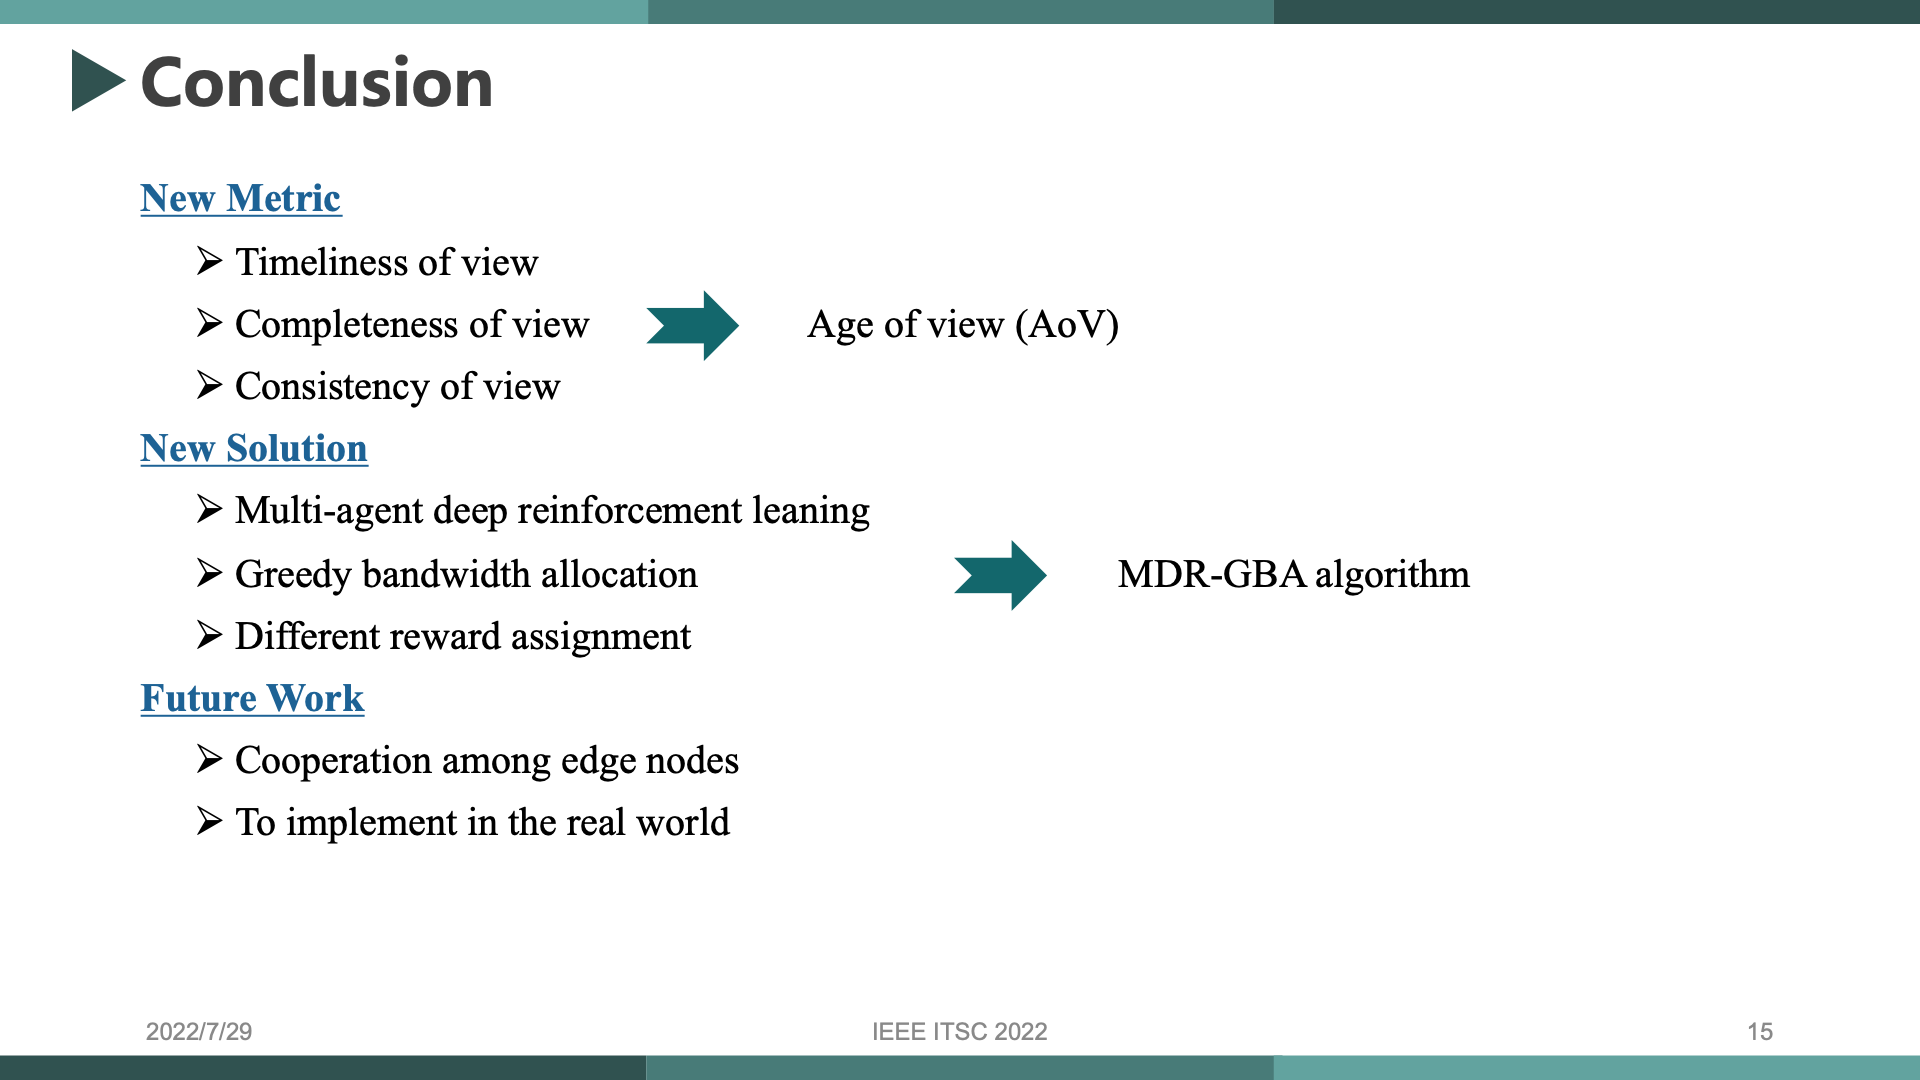 Conclusion
New Metric
Timeliness of view
Completeness of view
Age of view (AoV)
Consistency of view
New Solution
Multi-agent deep reinforcement leaning
Greedy bandwidth allocation
MDR-GBA algorithm
Different reward assignment
Future Work
Cooperation among edge nodes
To implement in the real world
2022/7/29
IEEE ITSC 2022
15